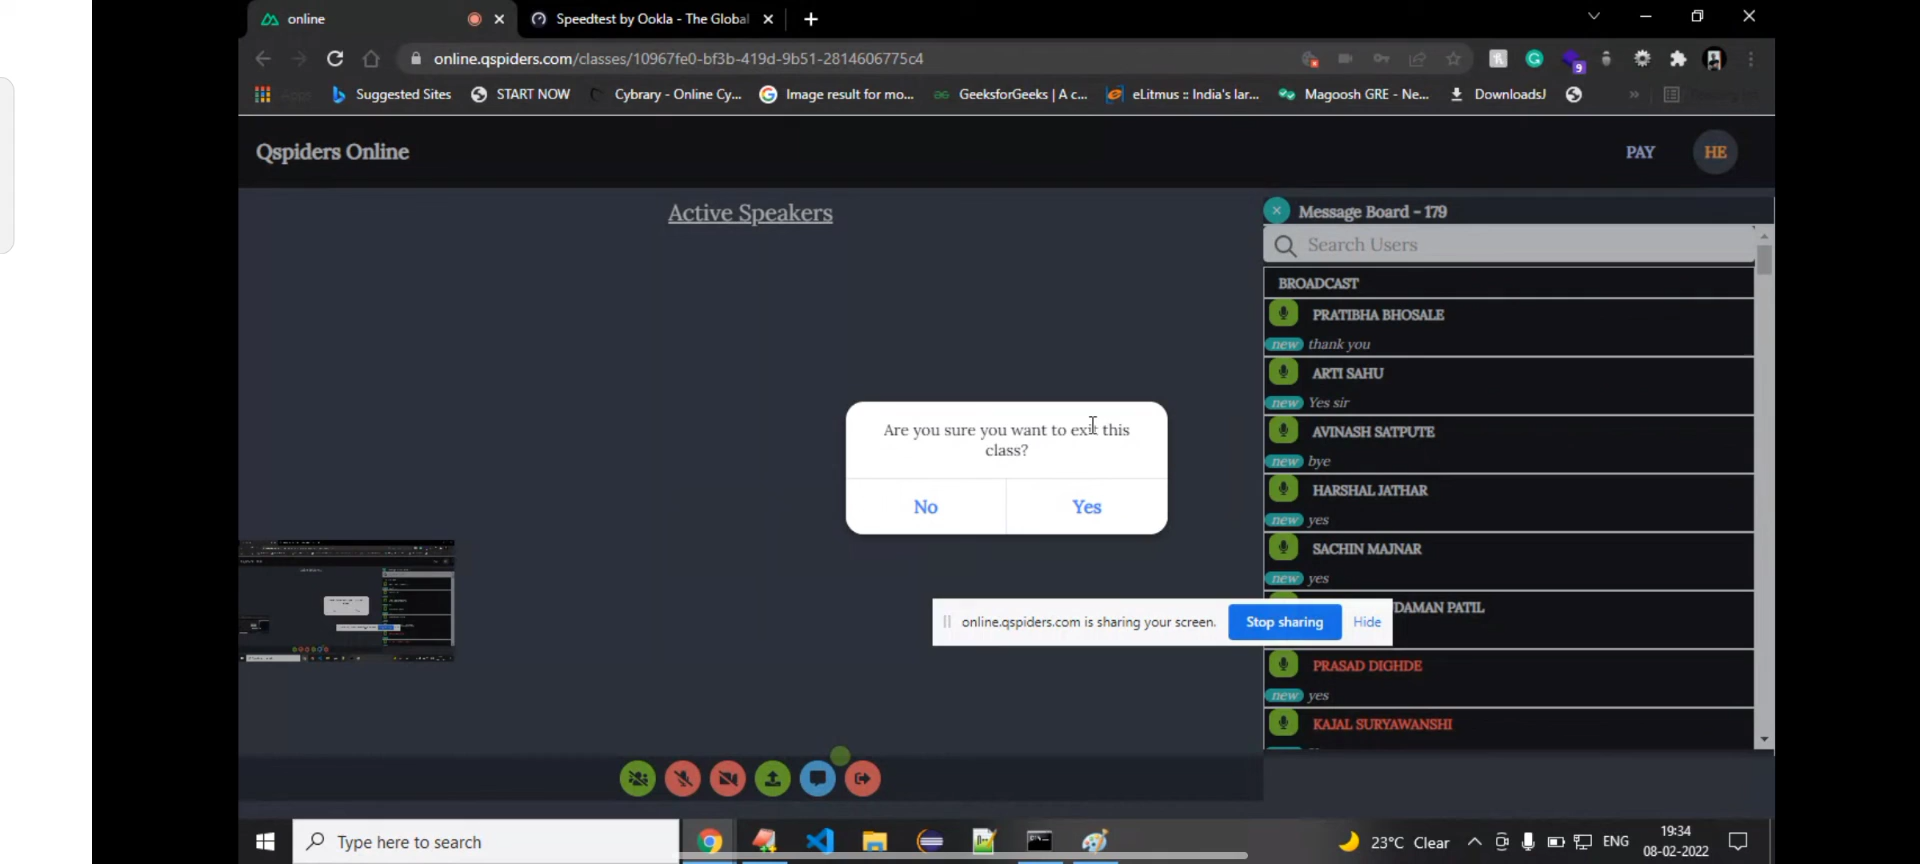 online
Speedtest by Ookla - The Global
online.qspiders.com/classes/10967fe0-bf3b-419d-9b51-2814606775c4
9
Suggested Sites
START NOW
Cybrary - Online Cy...
Image result for mo...
GeeksforGeeks | A c...
eLitmus :: India's lar...
Magoosh GRE - Ne...
DownloadsJ
»
Qspiders Online
PAY
HE
Active Speakers
Message Board - 179
Search Users
BROADCAST
PRATIBHA BHOSALE
new thank you
ARTI SAHU
new Yes sir
AVINASH SATPUTE
new bye
HARSHAL JATHAR
new yes
SACHIN MAJNAR
new yes
DAMAN PATIL
PRASAD DIGHDE
new yes
KAJAL SURYAWANSHI
Are you sure you want to exit this
class?
No
Yes
online.qspiders.com is sharing your screen.
Stop sharing
Hide
Type here to search
23°C Clear
ENG
19:34
08-02-2022